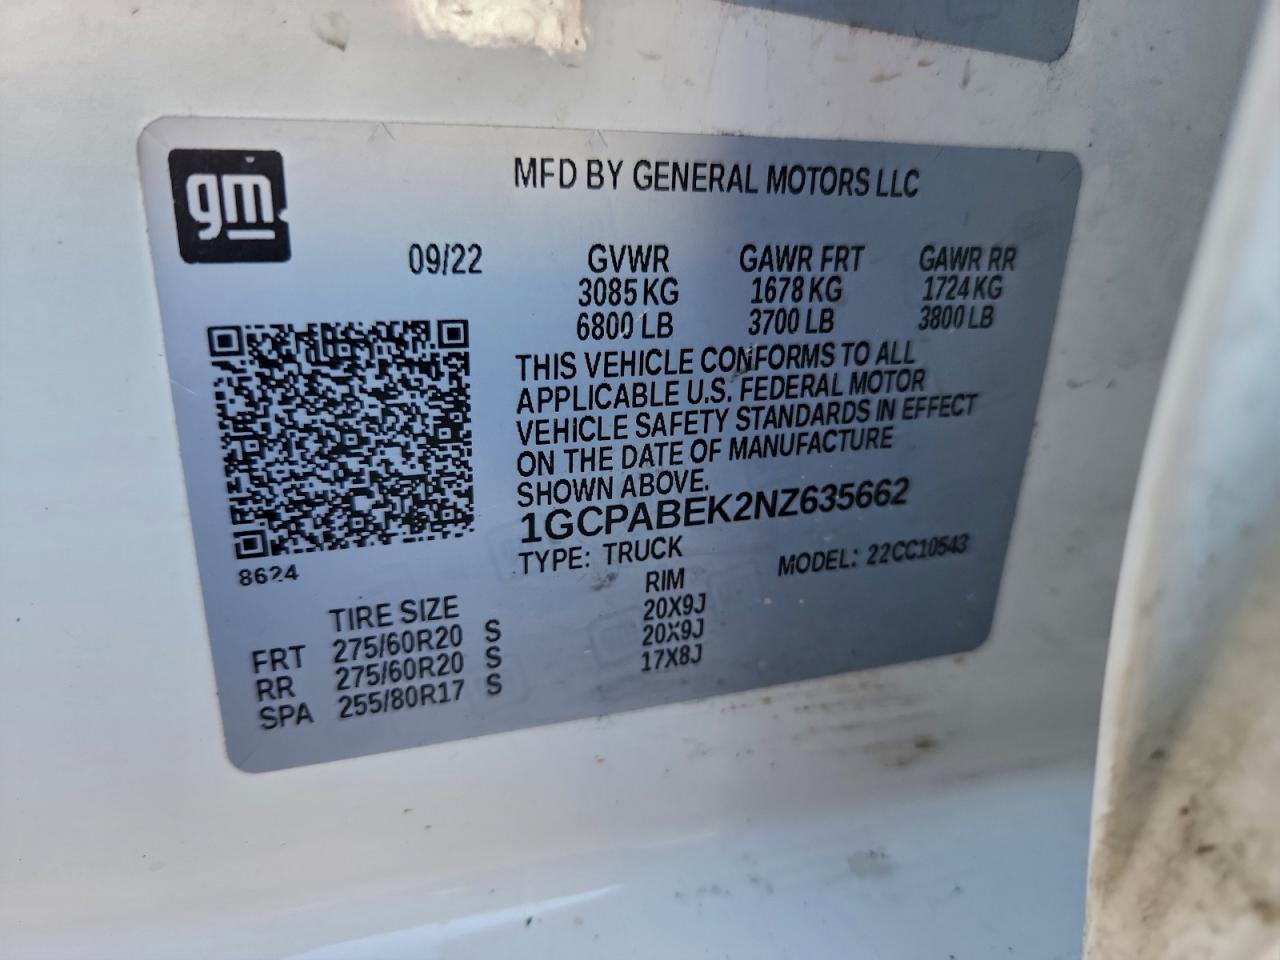 gm
MFD BY GENERAL MOTORS LLC
09/22 GVWR GAWR FRT GAWR RR
3085 KG 1678 KG 1724 KG
6800 LB 3700 LB 3800 LB
THIS VEHICLE CONFORMS TO ALL
APPLICABLE U.S. FEDERAL MOTOR
VEHICLE SAFETY STANDARDS IN EFFECT
ON THE DATE OF MANUFACTURE
SHOWN ABOVE.
1GCPABEK2NZ635662
TYPE: TRUCK MODEL: 22CC10543
8624
TIRE SIZE RIM
FRT 275/60R20 S 20X9J
RR 275/60R20 S 20X9J
SPA 255/80R17 S 17X8J